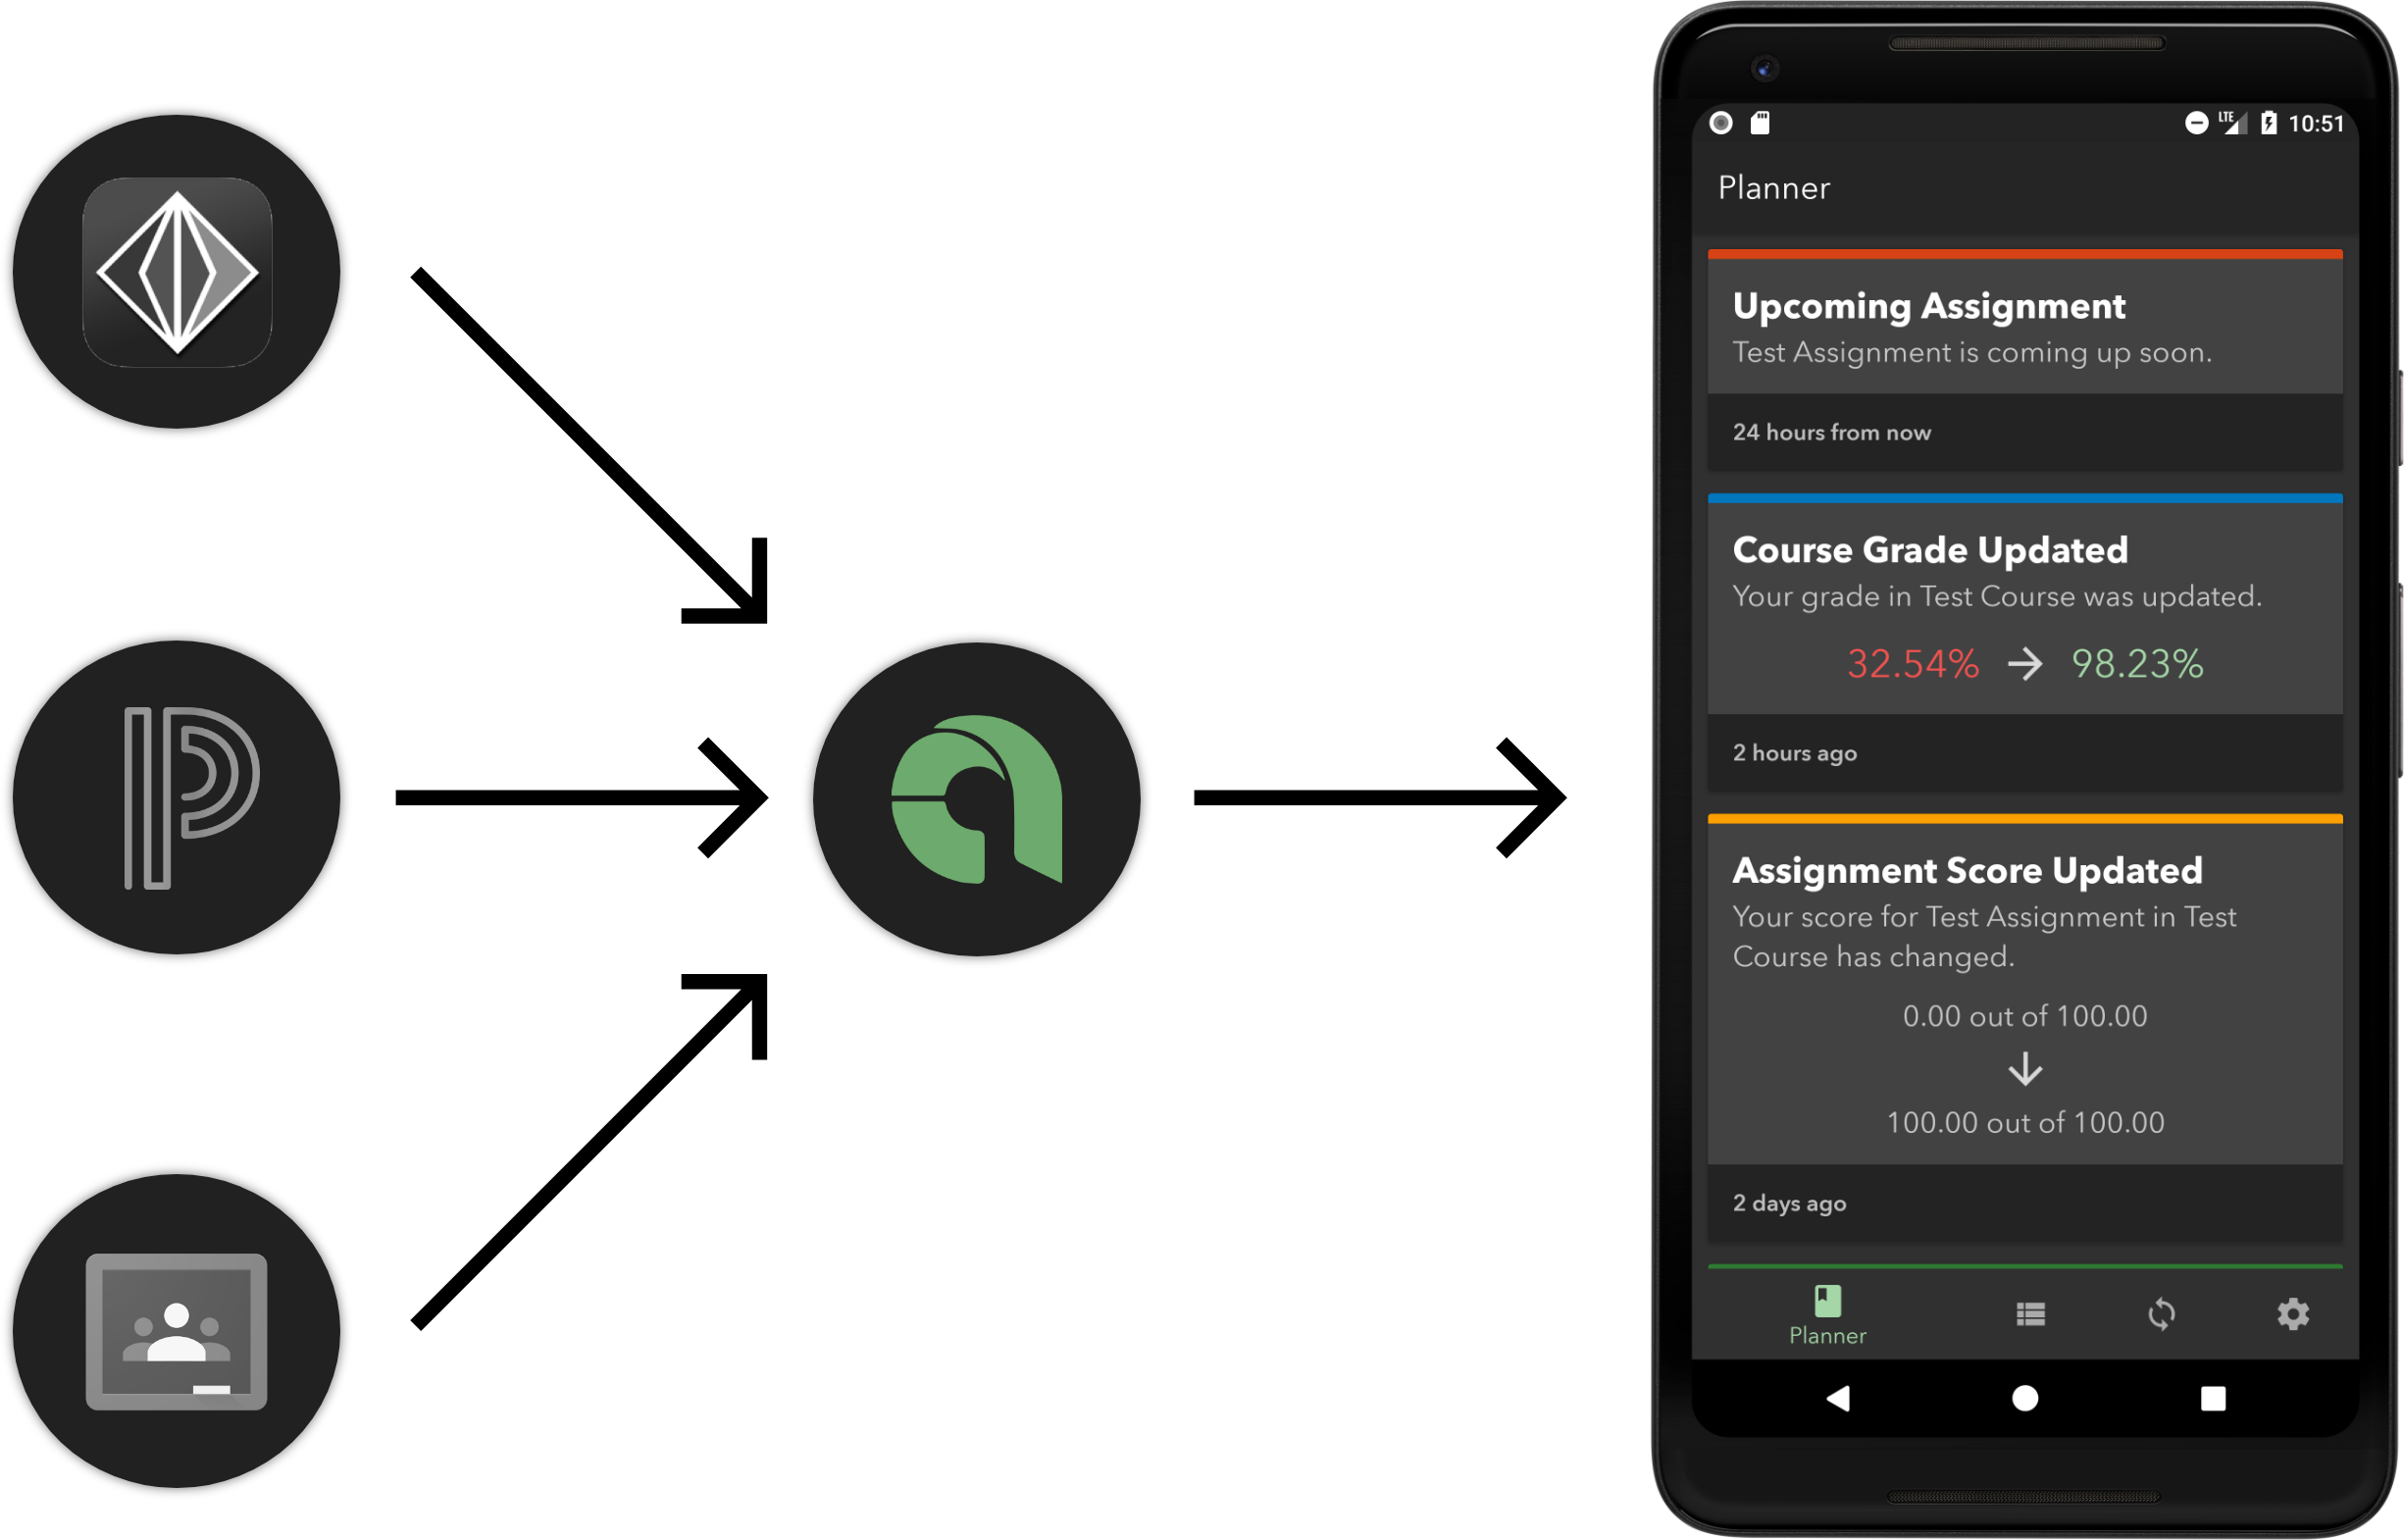 LTE 10:51
Planner
Upcoming Assignment
Test Assignment is coming up soon.
24 hours from now
Course Grade Updated
Your grade in Test Course was updated.
32.54% → 98.23%
2 hours ago
Assignment Score Updated
Your score for Test Assignment in Test
Course has changed.
0.00 out of 100.00
100.00 out of 100.00
2 days ago
Planner